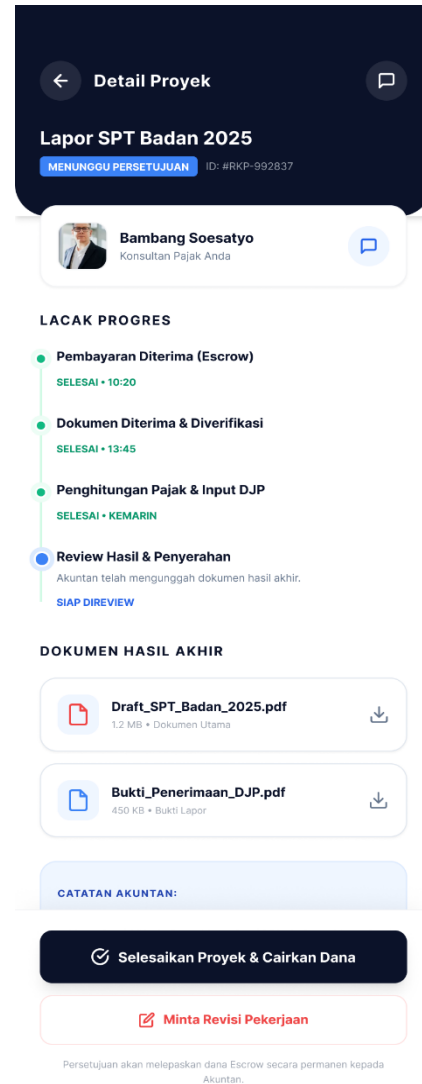 Detail Proyek
Lapor SPT Badan 2025
MENUNGGU PERSETUJUAN ID: #RKP-992837
Bambang Soesatyo
Konsultan Pajak Anda
LACAK PROGRES
Pembayaran Diterima (Escrow)
SELESAI • 10:20
Dokumen Diterima & Diverifikasi
SELESAI • 13:45
Penghitungan Pajak & Input DJP
SELESAI • KEMARIN
Review Hasil & Penyerahan
Akuntan telah mengunggah dokumen hasil akhir.
SIAP DIREVIEW
DOKUMEN HASIL AKHIR
Draft_SPT_Badan_2025.pdf
1.2 MB • Dokumen Utama
Bukti_Penerimaan_DJP.pdf
450 KB • Bukti Lapor
CATATAN AKUNTAN:
Selesaikan Proyek & Cairkan Dana
Minta Revisi Pekerjaan
Persetujuan akan melepaskan dana Escrow secara permanen kepada
Akuntan.